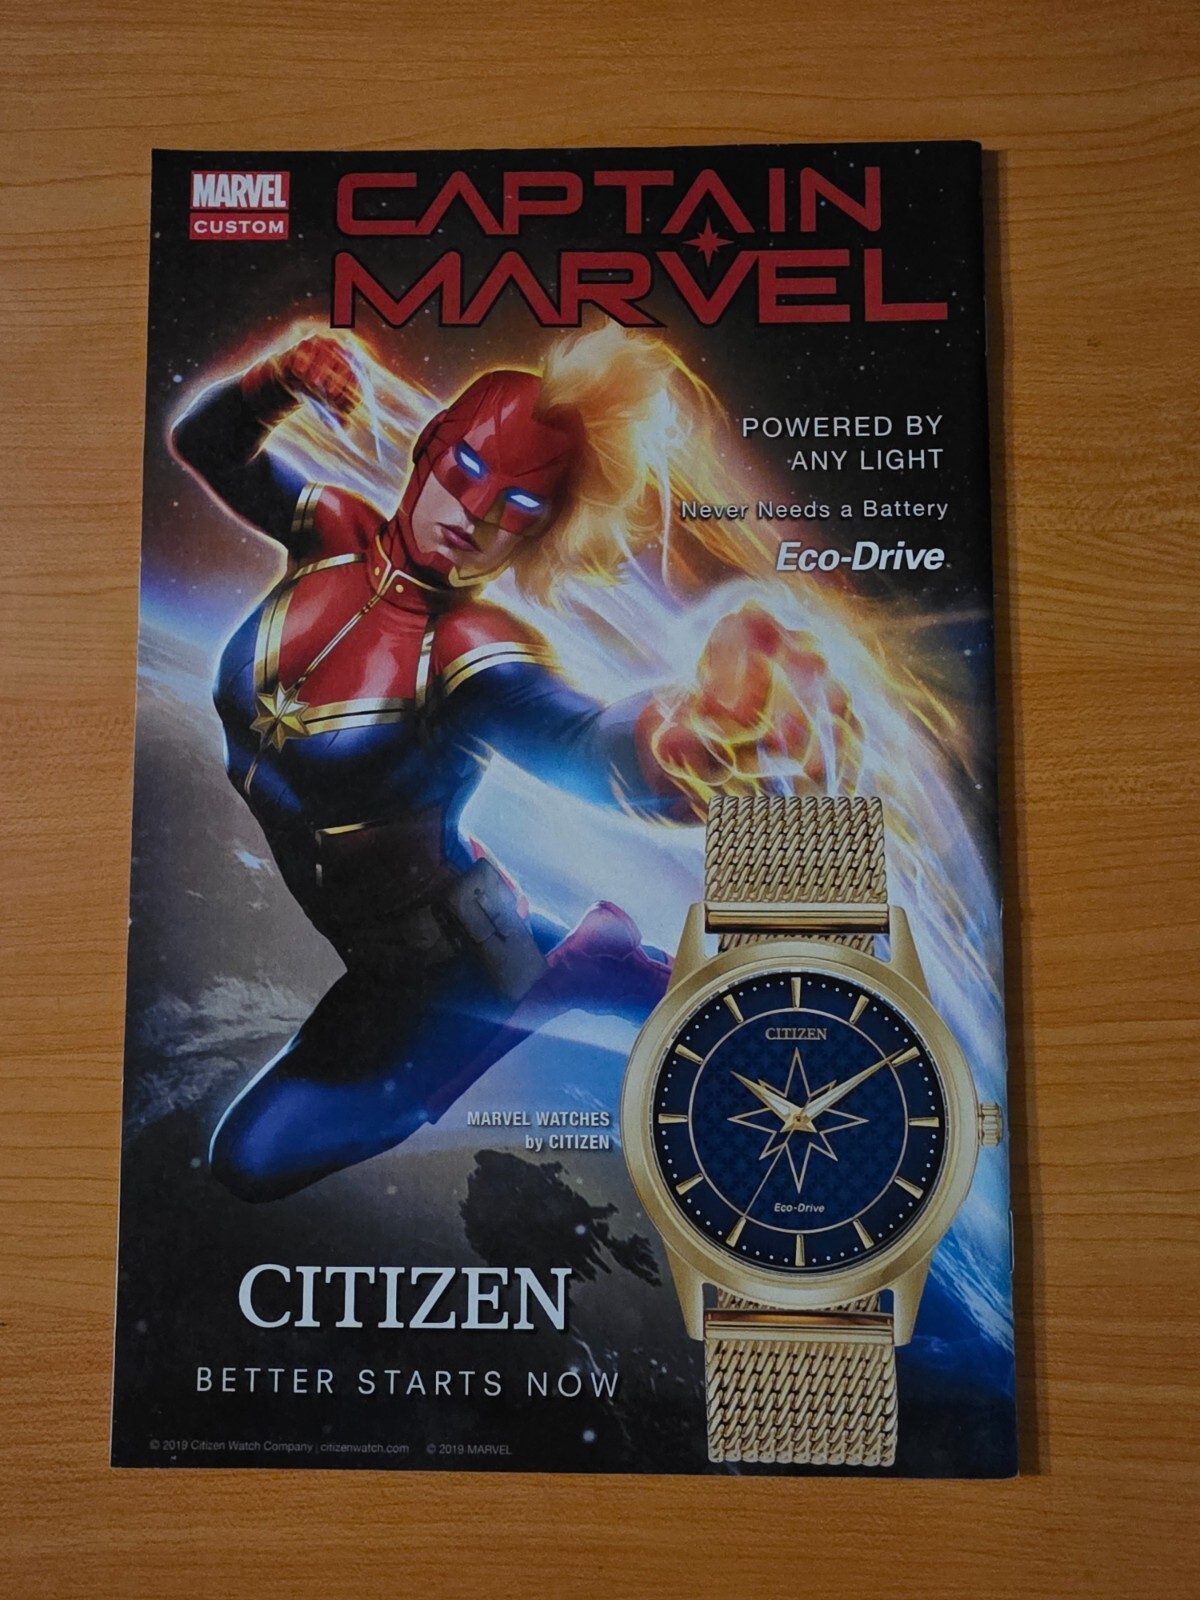 MARVEL
CUSTOM
CAPTAIN
MARVEL
POWERED BY
ANY LIGHT
Never Needs a Battery
Eco-Drive
CITIZEN
Eco-Drive
MARVEL WATCHES
by CITIZEN
CITIZEN
BETTER STARTS NOW
© 2019 Citizen Watch Company | citizenwatch.com © 2019 MARVEL